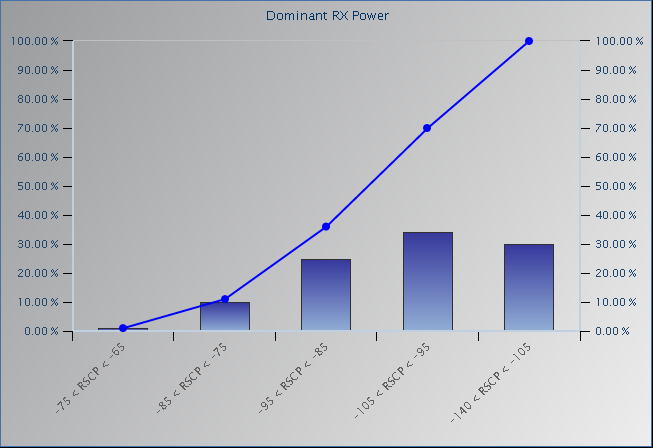 Dominant RX Power
100.00 % 100.00 %
90.00 % 90.00 %
80.00 % 80.00 %
70.00 % 70.00 %
60.00 % 60.00 %
50.00 % 50.00 %
40.00 % 40.00 %
30.00 % 30.00 %
20.00 % 20.00 %
10.00 % 10.00 %
0.00 % 0.00 %
-75 < RSCP < -65
-85 < RSCP < -75
-95 < RSCP < -85
-105 < RSCP < -95
-140 < RSCP < -105